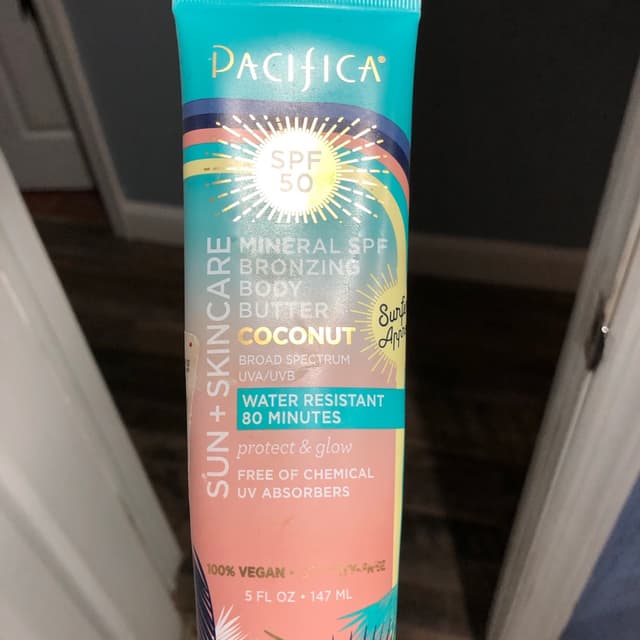 PACIFICA®
SPF
50
SUN + SKINCARE
MINERAL SPF
BRONZING
BODY
BUTTER
COCONUT
BROAD SPECTRUM
UVA/UVB
WATER RESISTANT
80 MINUTES
protect & glow
FREE OF CHEMICAL
UV ABSORBERS
100% VEGAN •
5 FL OZ • 147 ML